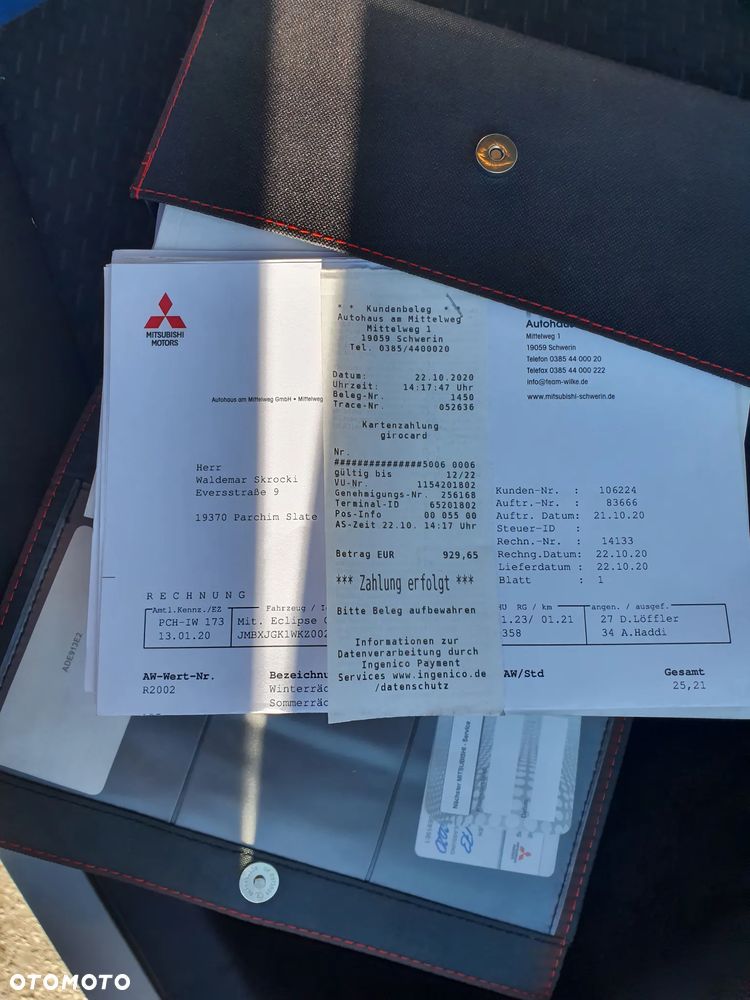 MITSUBISHI
MOTORS
Autohaus am Mittelweg GmbH • Mittelweg
Herr
Waldemar Skrocki
Eversstraße 9
19370 Parchim Slate
RECHNUNG
Amtl.Kennz./EZ
PCH-IW 173
13.01.20
Fahrzeug /
Mit. Eclipse
JMBXJGK1WKZ002
AW-Wert-Nr.
R2002
Bezeichnu
Winterräd
Sommerräd
* * Kundenbeleg * *
Autohaus am Mittelweg
Mittelweg 1
19059 Schwerin
Tel. 0385/4400020
Datum: 22.10.2020
Uhrzeit: 14:17:47 Uhr
Beleg-Nr. 1450
Trace-Nr. 052636
Kartenzahlung
girocard
Nr.
###############5006 0006
gültig bis 12/22
VU-Nr. 1154201802
Genehmigungs-Nr. 256168
Terminal-ID 65201802
Pos-Info 00 055 00
AS-Zeit 22.10. 14:17 Uhr
Betrag EUR 929,65
*** Zahlung erfolgt ***
Bitte Beleg aufbewahren
Informationen zur
Datenverarbeitung durch
Ingenico Payment
Services www.ingenico.de
/datenschutz
Autohaus
Mittelweg 1
19059 Schwerin
Telefon 0385 44 000 20
Telefax 0385 44 000 222
info@team-wilke.de
www.mitsubishi-schwerin.de
Kunden-Nr. : 106224
Auftr.-Nr. : 83666
Auftr. Datum: 21.10.20
Steuer-ID :
Rechn.-Nr. : 14133
Rechng.Datum: 22.10.20
Lieferdatum : 22.10.20
Blatt : 1
HU RG / km
1.23/ 01.21
358
angen. / ausgef.
27 D.Löffler
34 A.Haddi
AW/Std
Gesamt
25,21
ADE913E2
Nächster MITSUBISHI - Service
OTOMOTO